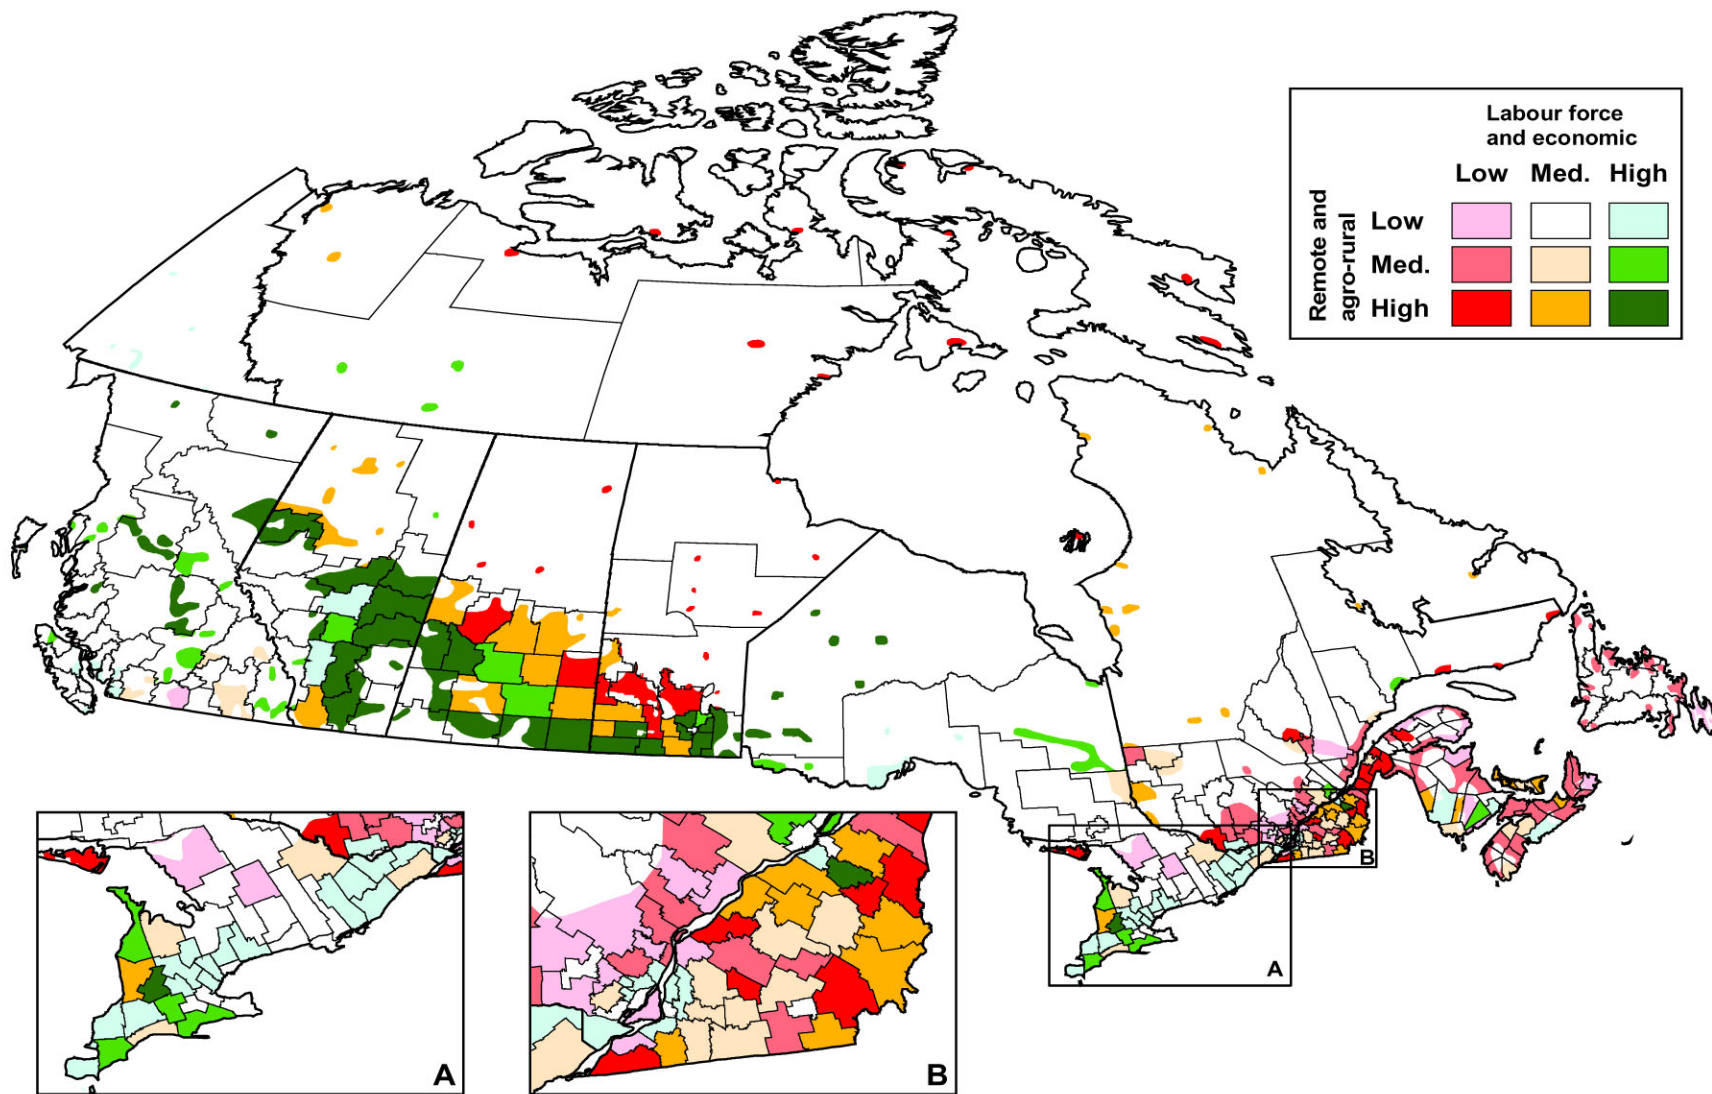 Labour force
and economic
Low Med. High
Remote and
agro-rural
Low
Med.
High
A
B
A
B